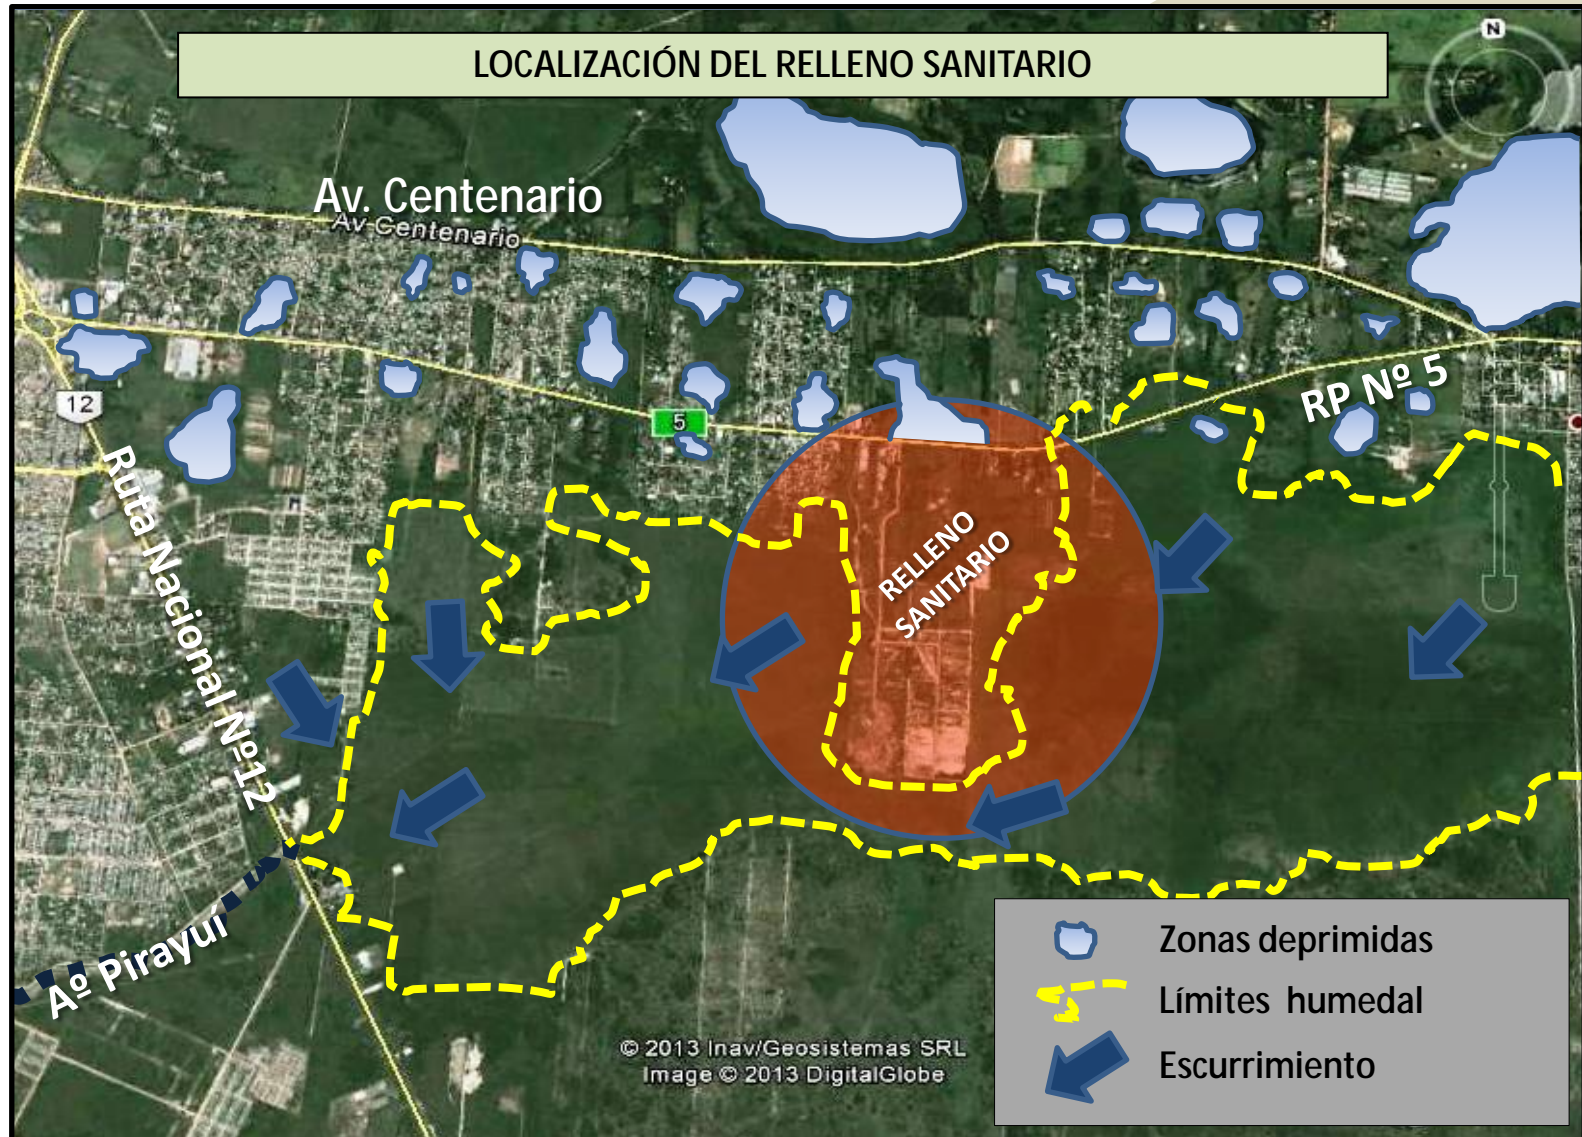 LOCALIZACIÓN DEL RELLENO SANITARIO
N
Av. Centenario
Av Centenario
12
5
RP Nº 5
Ruta Nacional Nº12
RELLENO
SANITARIO
Aº Pirayuí
Zonas deprimidas
Límites humedal
Escurrimiento
© 2013 Inav/Geosistemas SRL
Image © 2013 DigitalGlobe